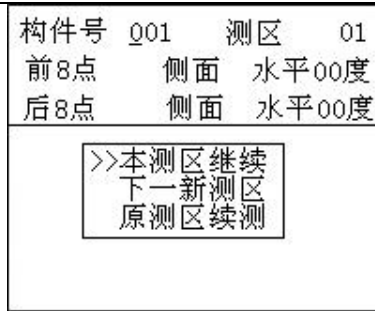 构件号 001 测区 01
前8点 侧面 水平00度
后8点 侧面 水平00度
>>本测区继续
下一新测区
原测区续测